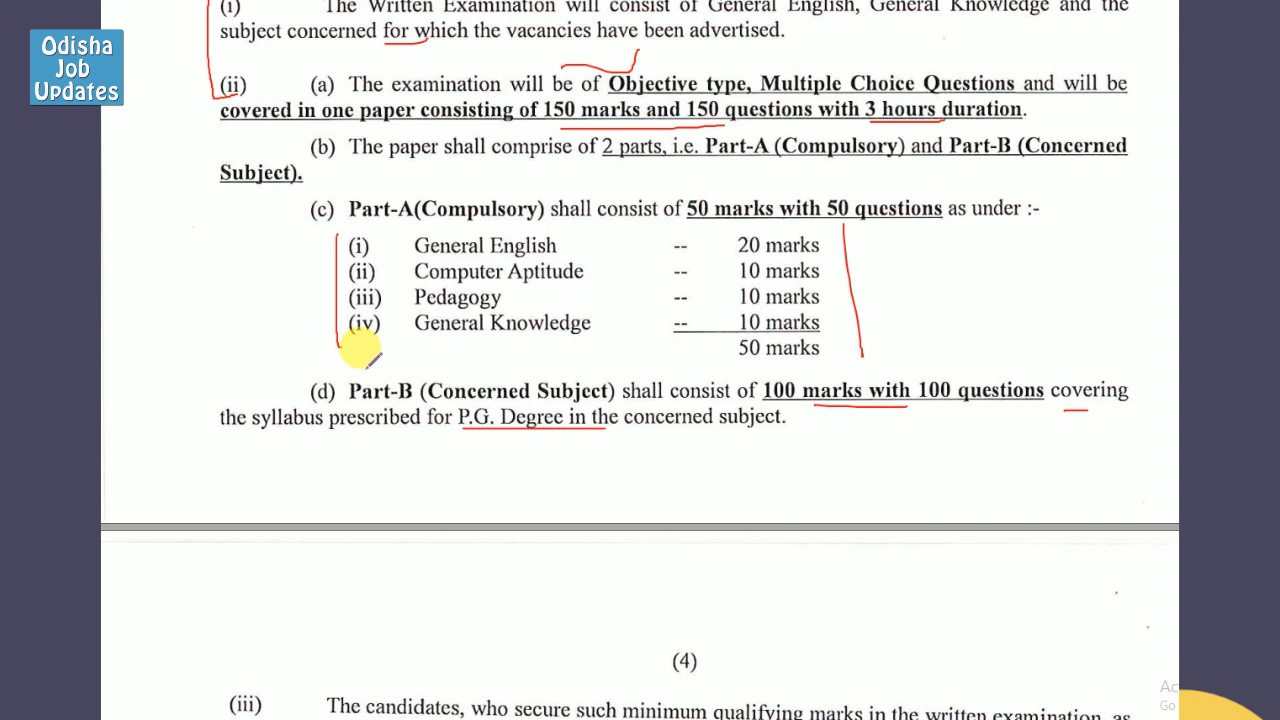 (i) The Written Examination will consist of General English, General Knowledge and the
subject concerned for which the vacancies have been advertised.
Odisha
Job
Updates
(ii) (a) The examination will be of Objective type, Multiple Choice Questions and will be
covered in one paper consisting of 150 marks and 150 questions with 3 hours duration.
(b) The paper shall comprise of 2 parts, i.e. Part-A (Compulsory) and Part-B (Concerned
Subject).
(c) Part-A(Compulsory) shall consist of 50 marks with 50 questions as under :-
(i) General English -- 20 marks
(ii) Computer Aptitude -- 10 marks
(iii) Pedagogy -- 10 marks
(iv) General Knowledge -- 10 marks
50 marks
(d) Part-B (Concerned Subject) shall consist of 100 marks with 100 questions covering
the syllabus prescribed for P.G. Degree in the concerned subject.
(4)
Ac
Go
(iii) The candidates, who secure such minimum qualifying marks in the written examination, as